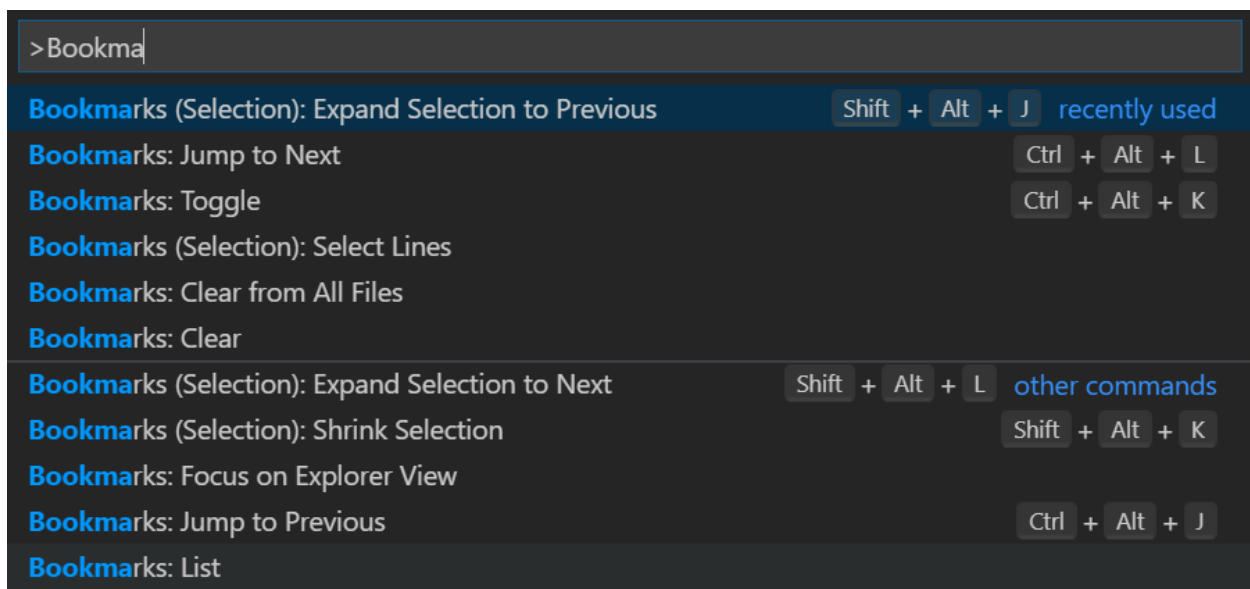 >Bookma
Bookmarks (Selection): Expand Selection to Previous Shift + Alt + J recently used
Bookmarks: Jump to Next Ctrl + Alt + L
Bookmarks: Toggle Ctrl + Alt + K
Bookmarks (Selection): Select Lines
Bookmarks: Clear from All Files
Bookmarks: Clear
Bookmarks (Selection): Expand Selection to Next Shift + Alt + L other commands
Bookmarks (Selection): Shrink Selection Shift + Alt + K
Bookmarks: Focus on Explorer View
Bookmarks: Jump to Previous Ctrl + Alt + J
Bookmarks: List